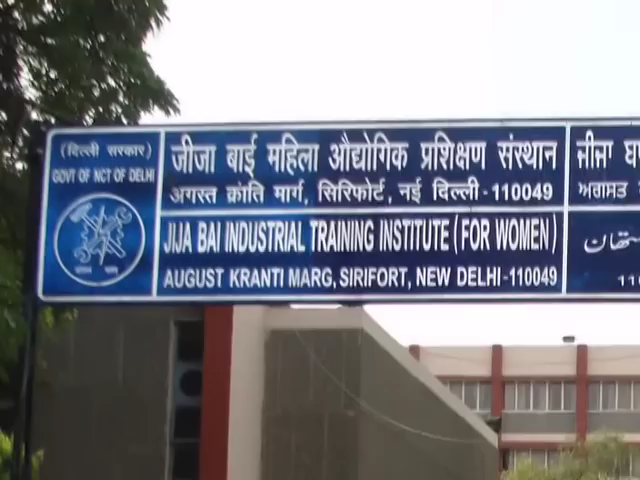 (दिल्ली सरकार)
GOVT OF NCT OF DELHI
जीजा बाई महिला औद्योगिक प्रशिक्षण संस्थान
अगस्त क्रांति मार्ग, सिरिफोर्ट, नई दिल्ली - 110049
JIJA BAI INDUSTRIAL TRAINING INSTITUTE (FOR WOMEN)
AUGUST KRANTI MARG, SIRIFORT, NEW DELHI-110049
ਜੀਜਾ
ਅਗਸਤ